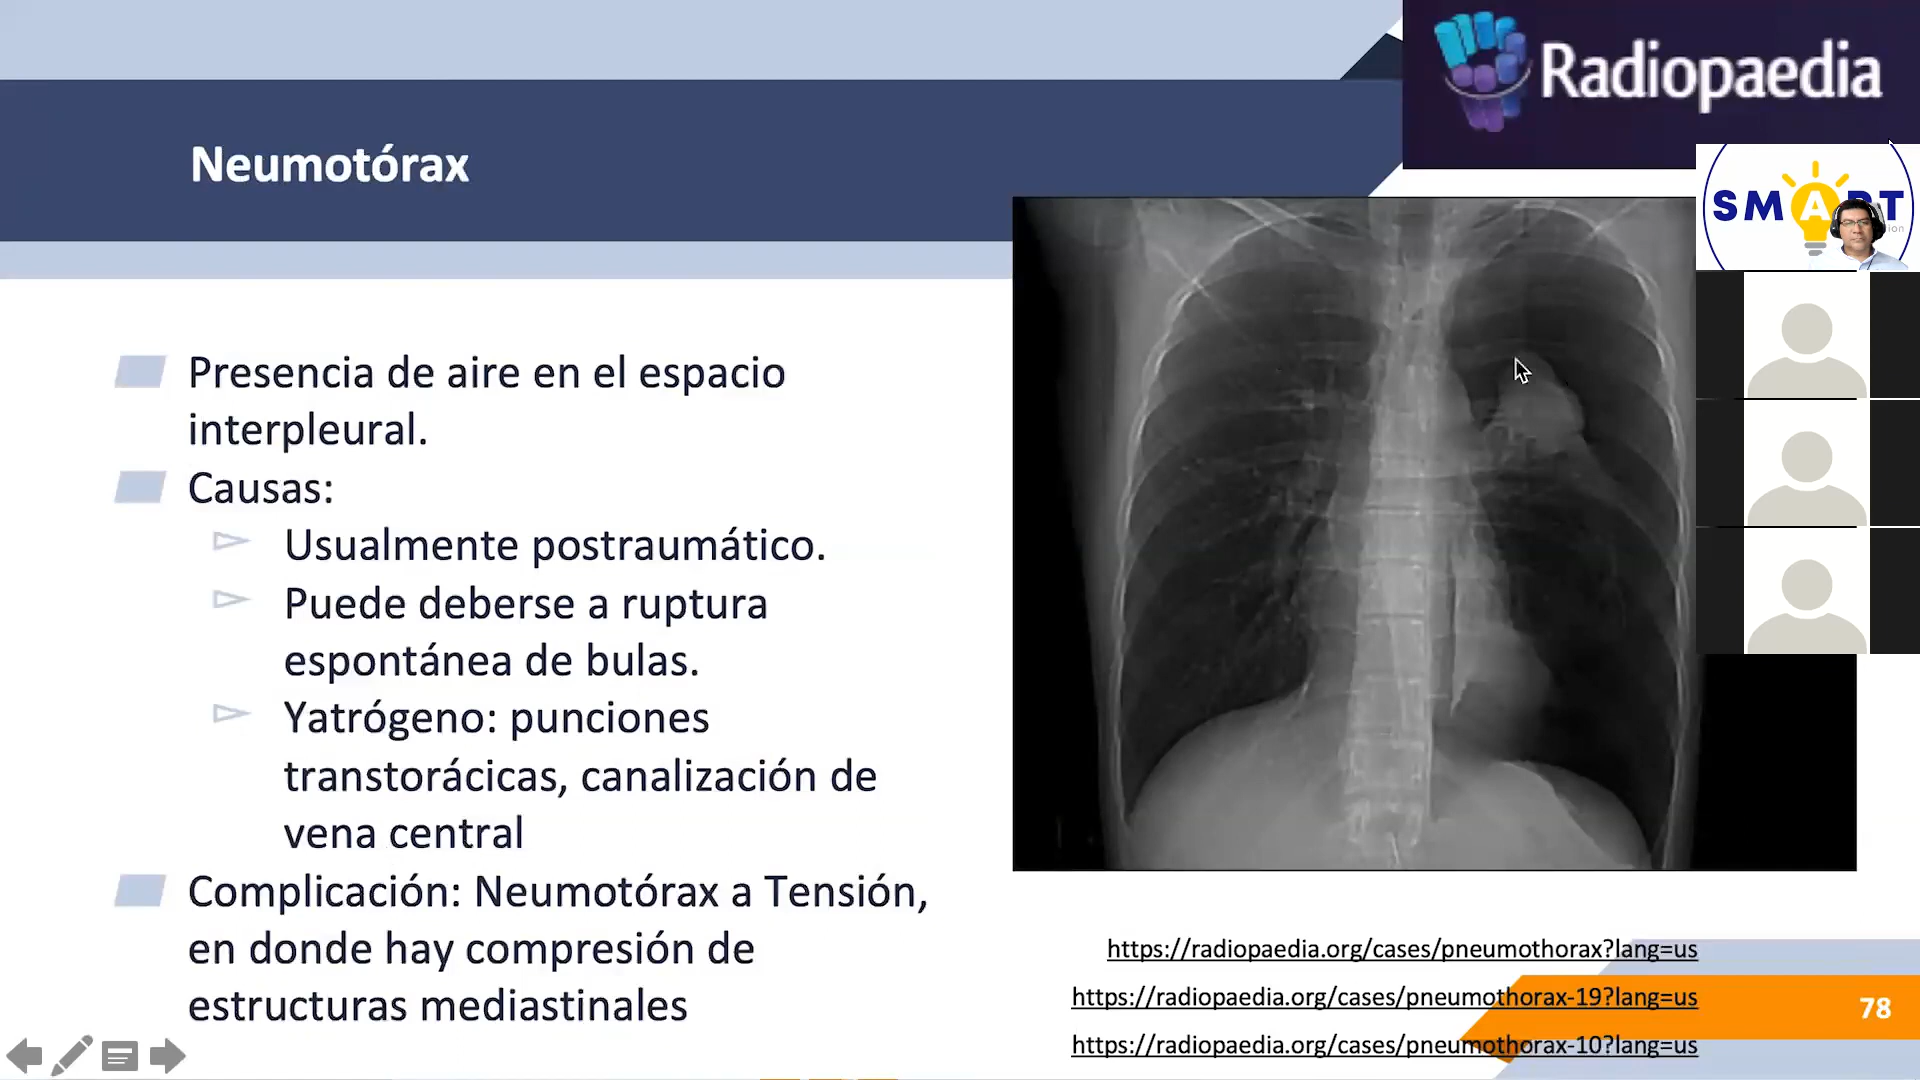 Radiopaedia
SMART
ion
Neumotórax
Presencia de aire en el espacio
interpleural.
Causas:
Usualmente postraumático.
Puede deberse a ruptura
espontánea de bulas.
Yatrógeno: punciones
transtorácicas, canalización de
vena central
Complicación: Neumotórax a Tensión,
en donde hay compresión de
estructuras mediastinales
https://radiopaedia.org/cases/pneumothorax?lang=us
https://radiopaedia.org/cases/pneumothorax-19?lang=us
https://radiopaedia.org/cases/pneumothorax-10?lang=us
78